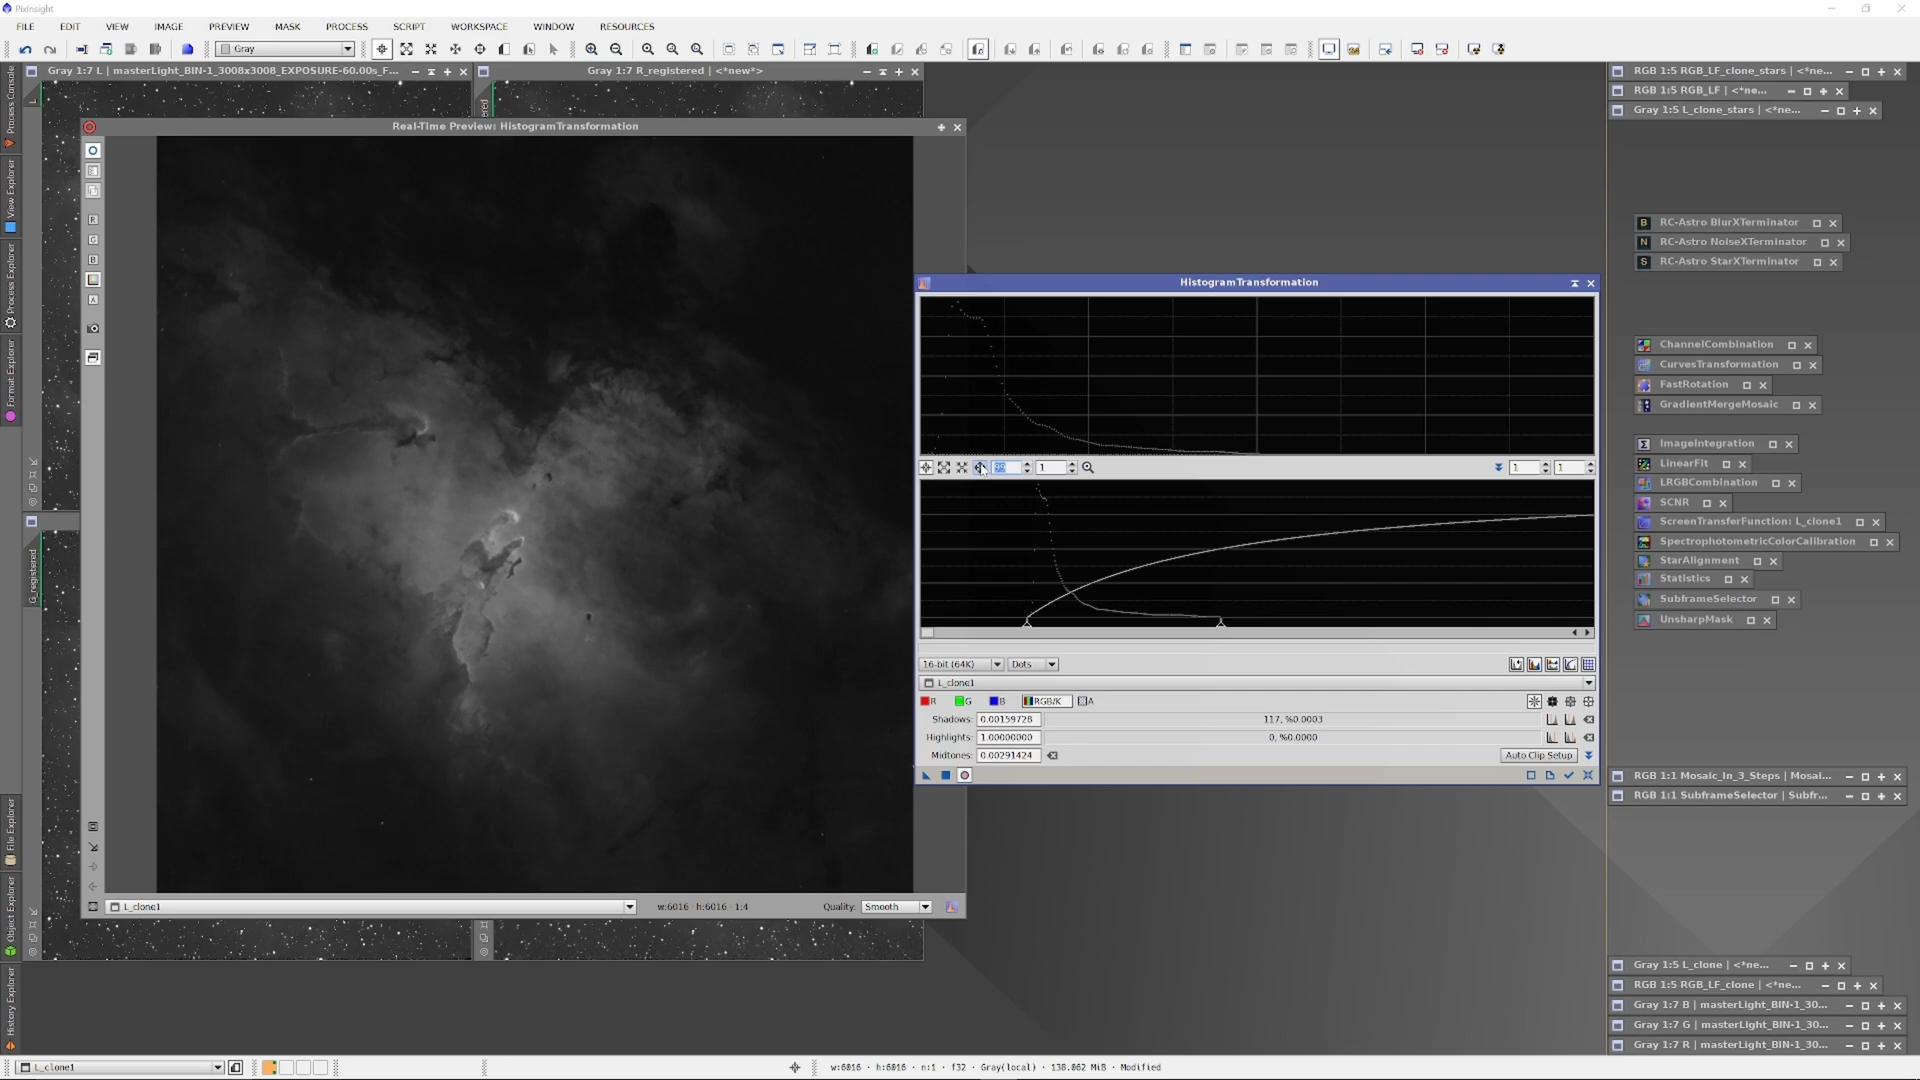 PixInsight
FILE EDIT VIEW IMAGE PREVIEW MASK PROCESS SCRIPT WORKSPACE WINDOW RESOURCES
Gray
Gray 1:7 L | masterLight_BIN-1_3008x3008_EXPOSURE-60.00s_F...
Gray 1:7 R_registered | <*new*>
Process Console
View Explorer
Process Explorer
Format Explorer
File Explorer
Object Explorer
History Explorer
L
G_registered
Real-Time Preview: HistogramTransformation
R
G
B
A
L_clone1
w:6016 · h:6016 · 1:4
Quality: Smooth
HistogramTransformation
99 1 1 1
16-bit (64K) Dots
L_clone1
R G B RGB/K A
Shadows: 0.00159728 117, %0.0003
Highlights: 1.00000000 0, %0.0000
Midtones: 0.00291424 Auto Clip Setup
RGB 1:5 RGB_LF_clone_stars | <*ne...
RGB 1:5 RGB_LF | <*ne...
Gray 1:5 L_clone_stars | <*ne...
B RC-Astro BlurXTerminator
N RC-Astro NoiseXTerminator
S RC-Astro StarXTerminator
ChannelCombination
CurvesTransformation
FastRotation
GradientMergeMosaic
ImageIntegration
LinearFit
LRGBCombination
SCNR
ScreenTransferFunction: L_clone1
SpectrophotometricColorCalibration
StarAlignment
Statistics
SubframeSelector
UnsharpMask
RGB 1:1 Mosaic_In_3_Steps | Mosai...
RGB 1:1 SubframeSelector | Subfr...
Gray 1:5 L_clone | <*ne...
RGB 1:5 RGB_LF_clone | <*ne...
Gray 1:7 B | masterLight_BIN-1_30...
Gray 1:7 G | masterLight_BIN-1_30...
Gray 1:7 R | masterLight_BIN-1_30...
L_clone1
w:6016 · h:6016 · n:1 · f32 · Gray(local) · 138.062 MiB · Modified